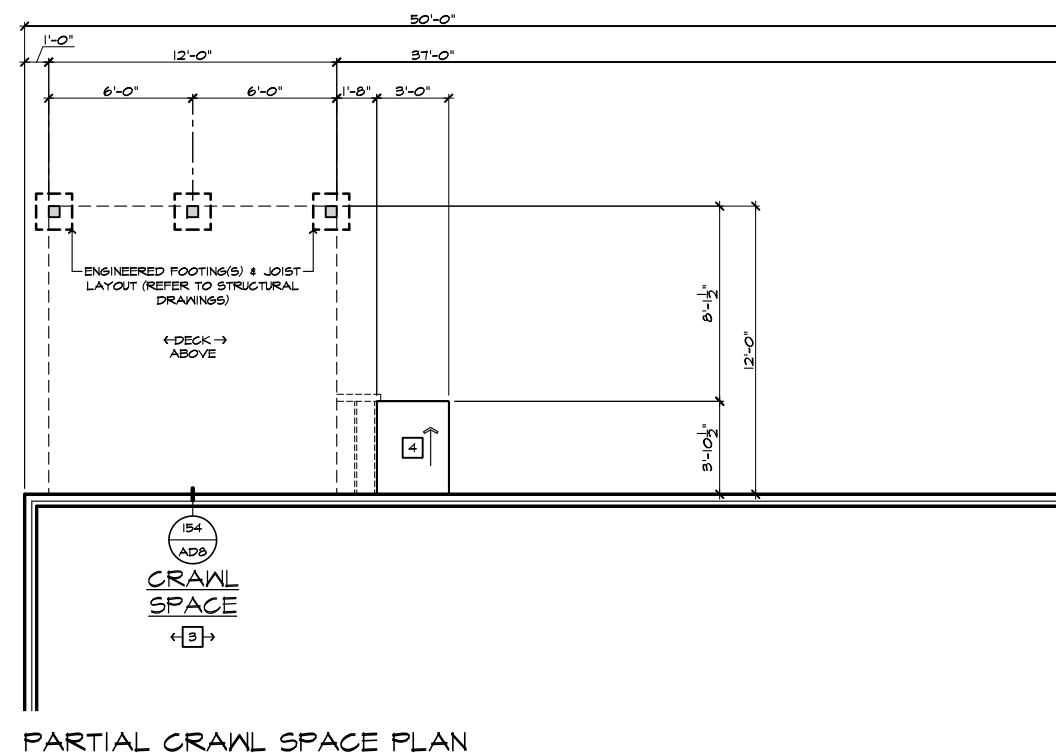 50'-0"
1'-0"
12'-0"
37'-0"
6'-0"
6'-0"
1'-8"
3'-0"
ENGINEERED FOOTING(S) & JOIST
LAYOUT (REFER TO STRUCTURAL
DRAWINGS)
8'-1½"
12'-0"
←DECK→
ABOVE
4
3'-10½"
154
AD8
CRAWL
SPACE
←3→
PARTIAL CRAWL SPACE PLAN